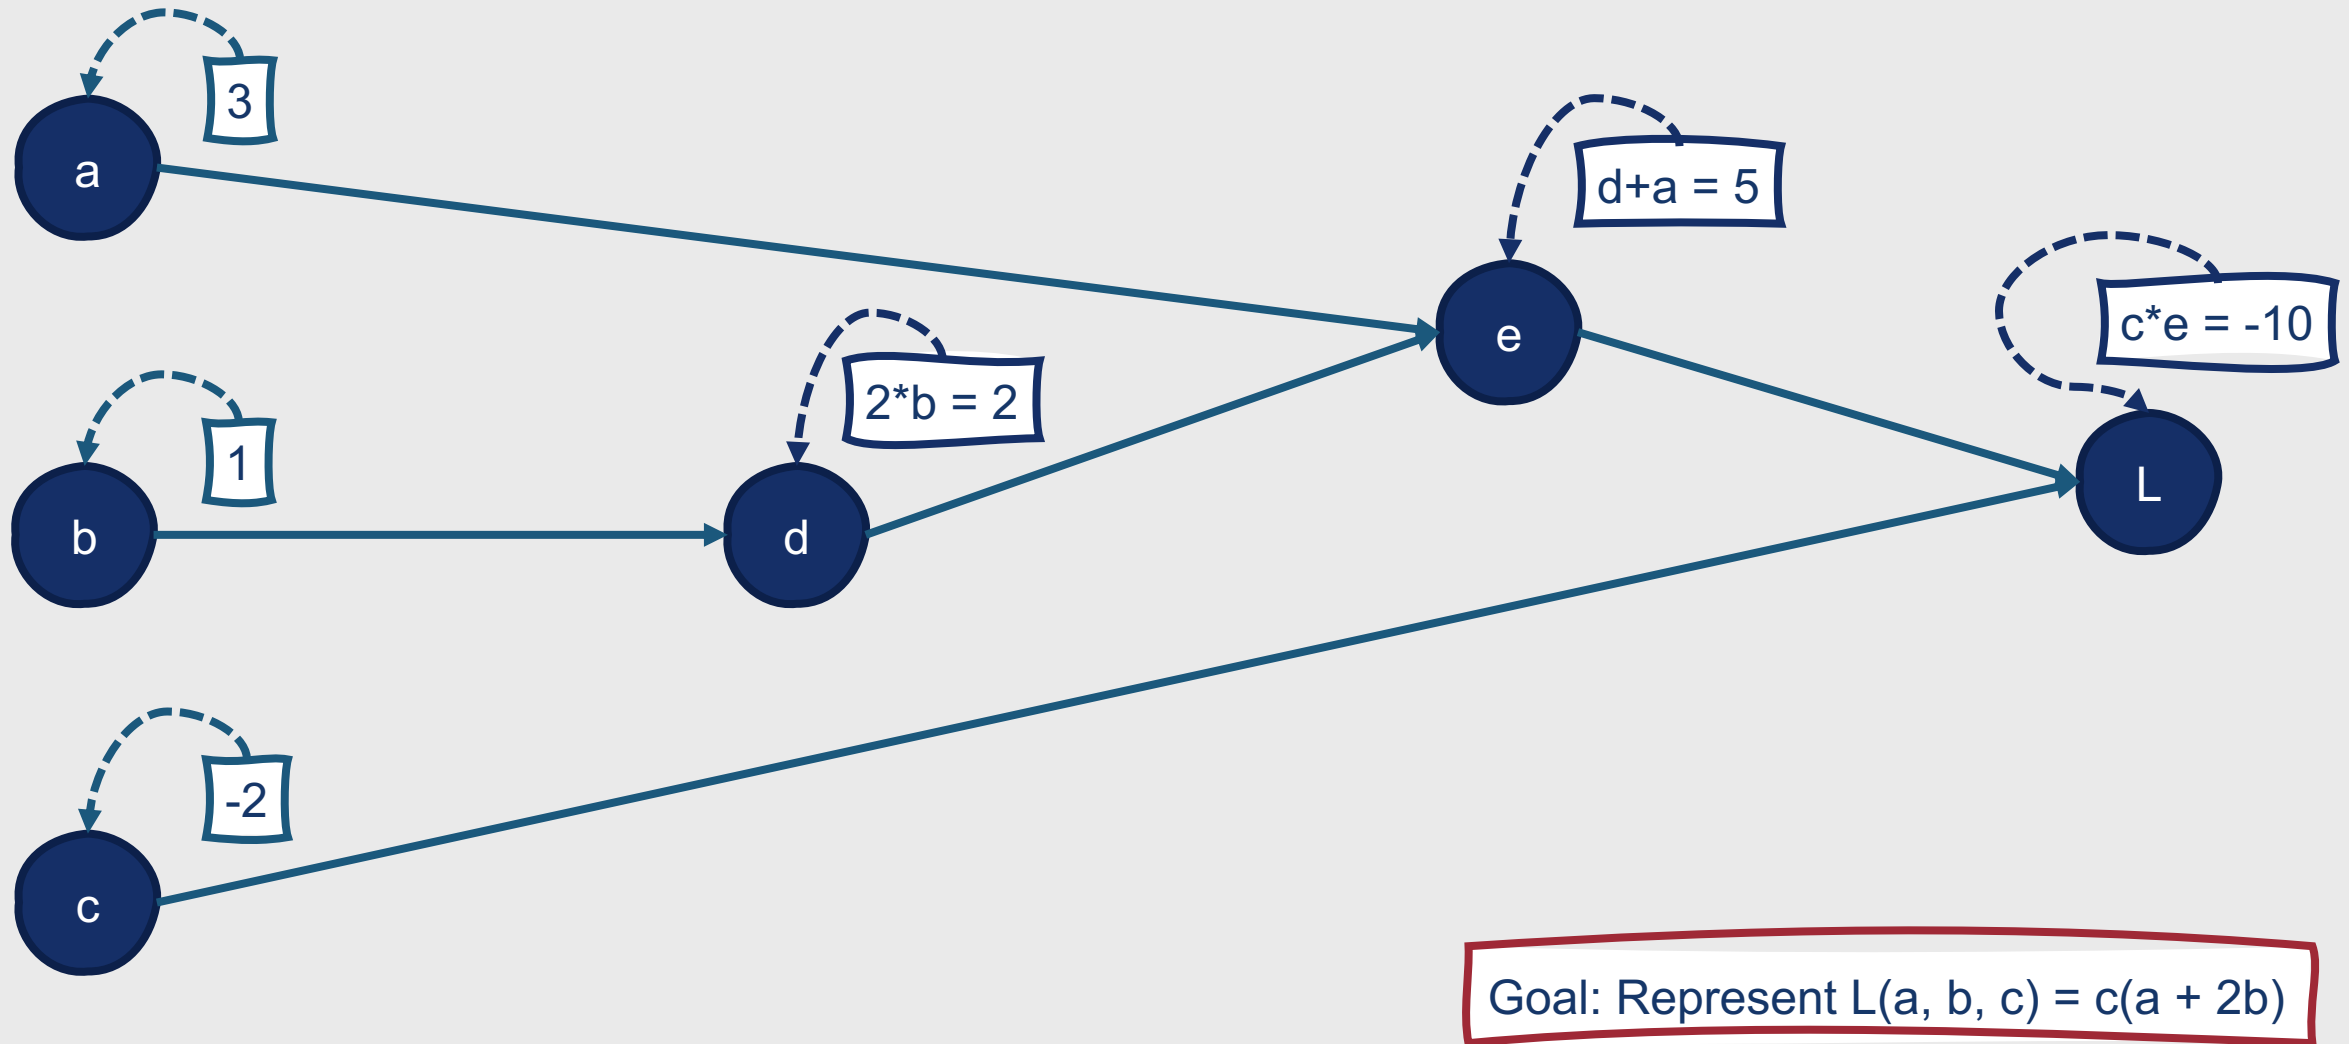 3
a
d+a = 5
e
c*e = -10
2*b = 2
1
b
d
L
-2
c
Goal: Represent L(a, b, c) = c(a + 2b)